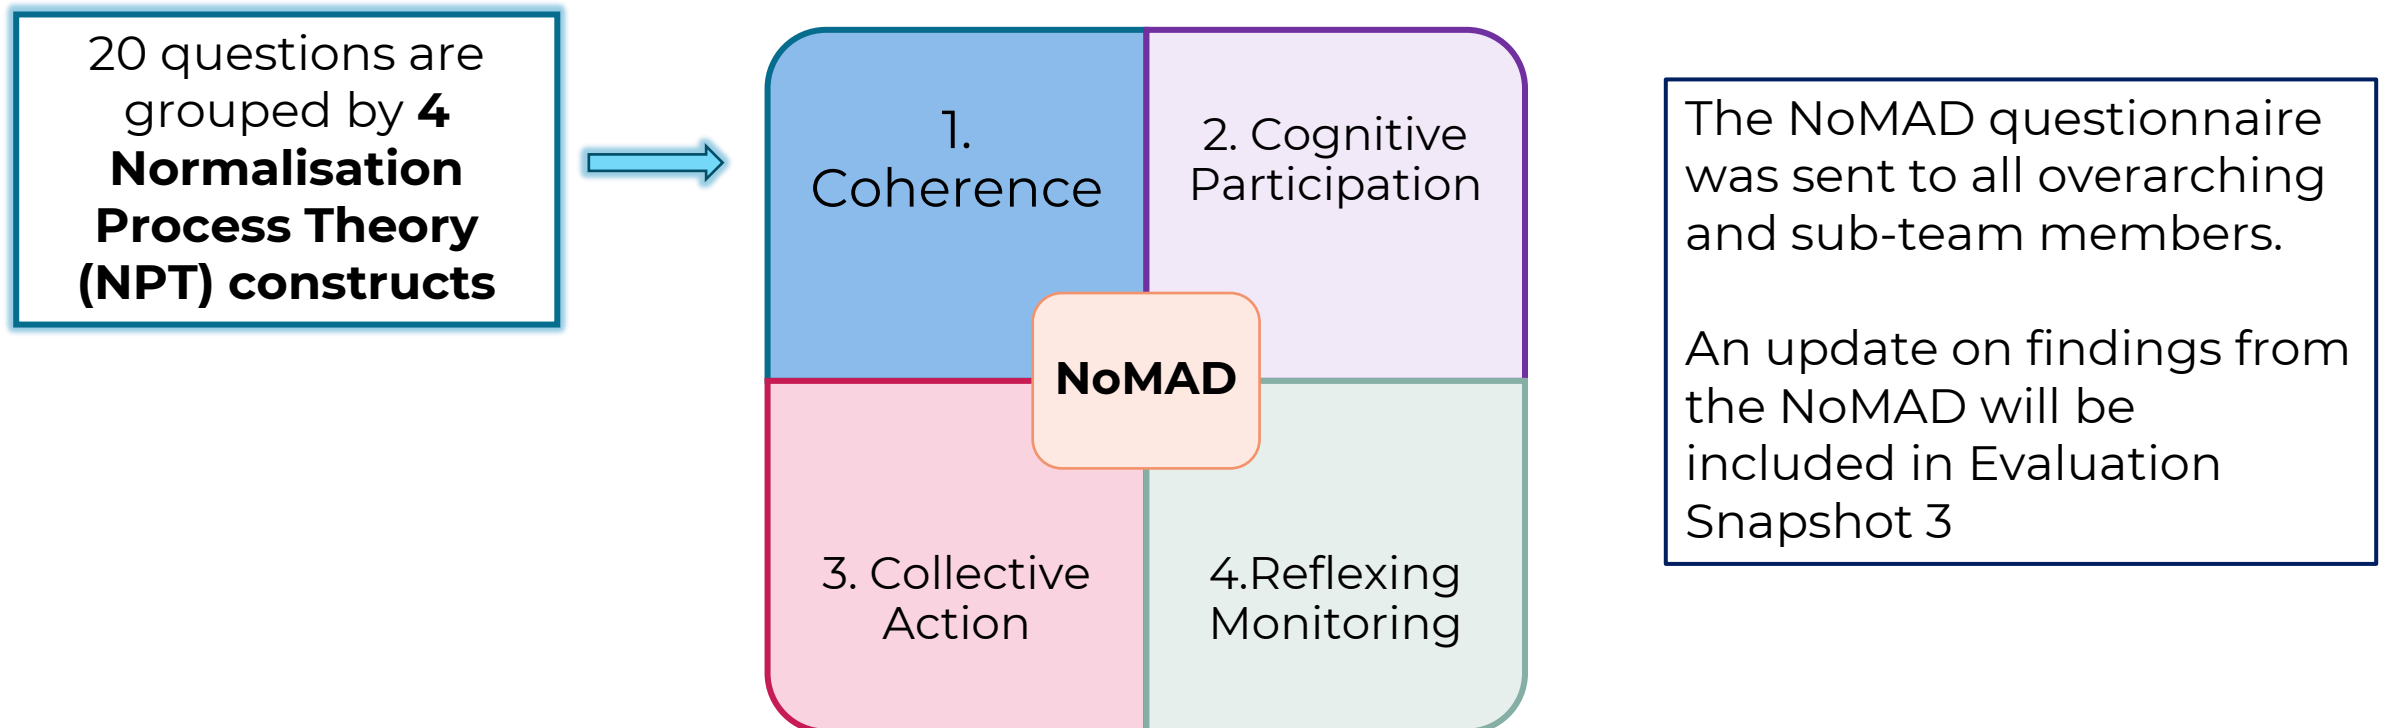 20 questions are
grouped by 4
Normalisation
Process Theory
(NPT) constructs
1.
Coherence
2. Cognitive
Participation
NoMAD
3. Collective
Action
4.Reflexing
Monitoring
The NoMAD questionnaire
was sent to all overarching
and sub-team members.
An update on findings from
the NoMAD will be
included in Evaluation
Snapshot 3